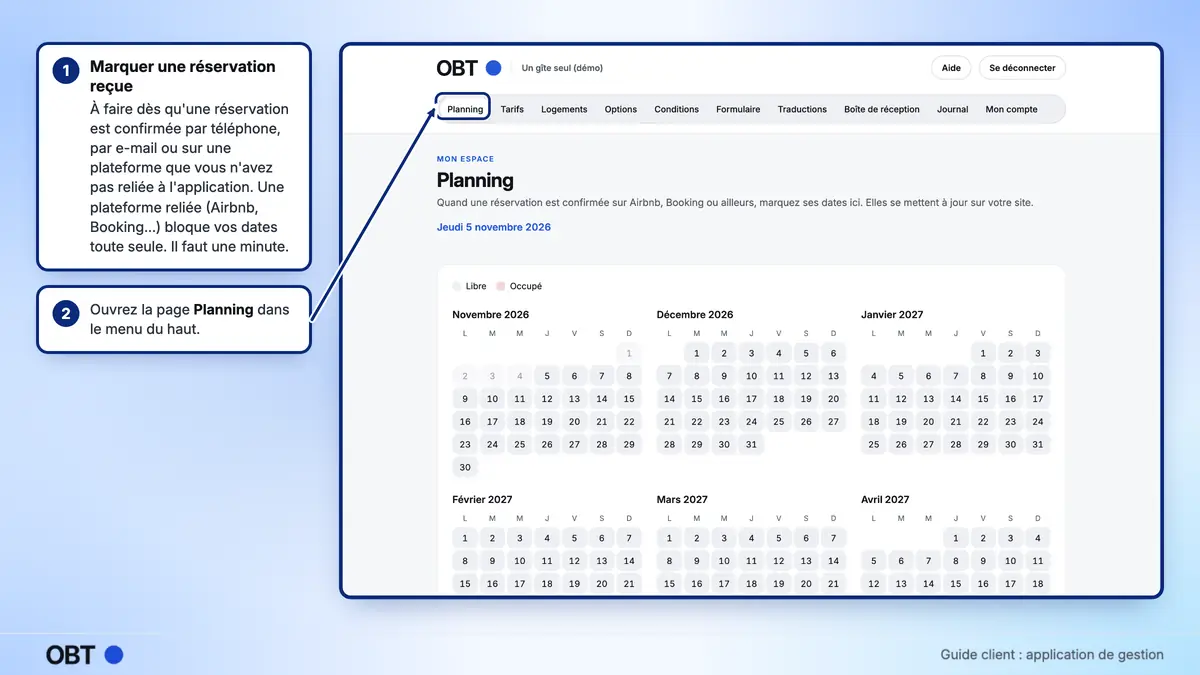 1
Marquer une réservation
reçue
À faire dès qu'une réservation
est confirmée par téléphone,
par e-mail ou sur une
plateforme que vous n'avez
pas reliée à l'application. Une
plateforme reliée (Airbnb,
Booking...) bloque vos dates
toute seule. Il faut une minute.
2
Ouvrez la page Planning dans
le menu du haut.
OBT
Un gîte seul (démo)
Aide
Se déconnecter
Planning Tarifs Logements Options Conditions Formulaire Traductions Boîte de réception Journal Mon compte
MON ESPACE
Planning
Quand une réservation est confirmée sur Airbnb, Booking ou ailleurs, marquez ses dates ici. Elles se mettent à jour sur votre site.
Jeudi 5 novembre 2026
Libre Occupé
Novembre 2026
L M M J V S D
1
2 3 4 5 6 7 8
9 10 11 12 13 14 15
16 17 18 19 20 21 22
23 24 25 26 27 28 29
30
Décembre 2026
L M M J V S D
1 2 3 4 5 6
7 8 9 10 11 12 13
14 15 16 17 18 19 20
21 22 23 24 25 26 27
28 29 30 31
Janvier 2027
L M M J V S D
1 2 3
4 5 6 7 8 9 10
11 12 13 14 15 16 17
18 19 20 21 22 23 24
25 26 27 28 29 30 31
Février 2027
L M M J V S D
1 2 3 4 5 6 7
8 9 10 11 12 13 14
15 16 17 18 19 20 21
Mars 2027
L M M J V S D
1 2 3 4 5 6 7
8 9 10 11 12 13 14
15 16 17 18 19 20 21
Avril 2027
L M M J V S D
1 2 3 4
5 6 7 8 9 10 11
12 13 14 15 16 17 18
OBT
Guide client : application de gestion